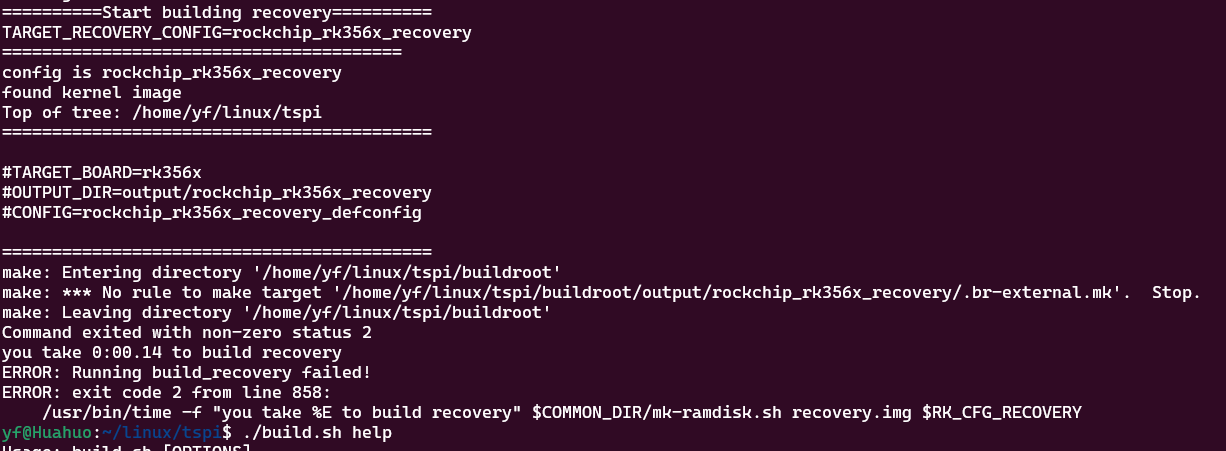 ==========Start building recovery==========
TARGET_RECOVERY_CONFIG=rockchip_rk356x_recovery
========================================
config is rockchip_rk356x_recovery
found kernel image
Top of tree: /home/yf/linux/tspi
===========================================
#TARGET_BOARD=rk356x
#OUTPUT_DIR=output/rockchip_rk356x_recovery
#CONFIG=rockchip_rk356x_recovery_defconfig
===========================================
make: Entering directory '/home/yf/linux/tspi/buildroot'
make: *** No rule to make target '/home/yf/linux/tspi/buildroot/output/rockchip_rk356x_recovery/.br-external.mk'.  Stop.
make: Leaving directory '/home/yf/linux/tspi/buildroot'
Command exited with non-zero status 2
you take 0:00.14 to build recovery
ERROR: Running build_recovery failed!
ERROR: exit code 2 from line 858:
    /usr/bin/time -f "you take %E to build recovery" $COMMON_DIR/mk-ramdisk.sh recovery.img $RK_CFG_RECOVERY
yf@Huahuo:~/linux/tspi$ ./build.sh help
Usage: build.sh [OPTIONS]